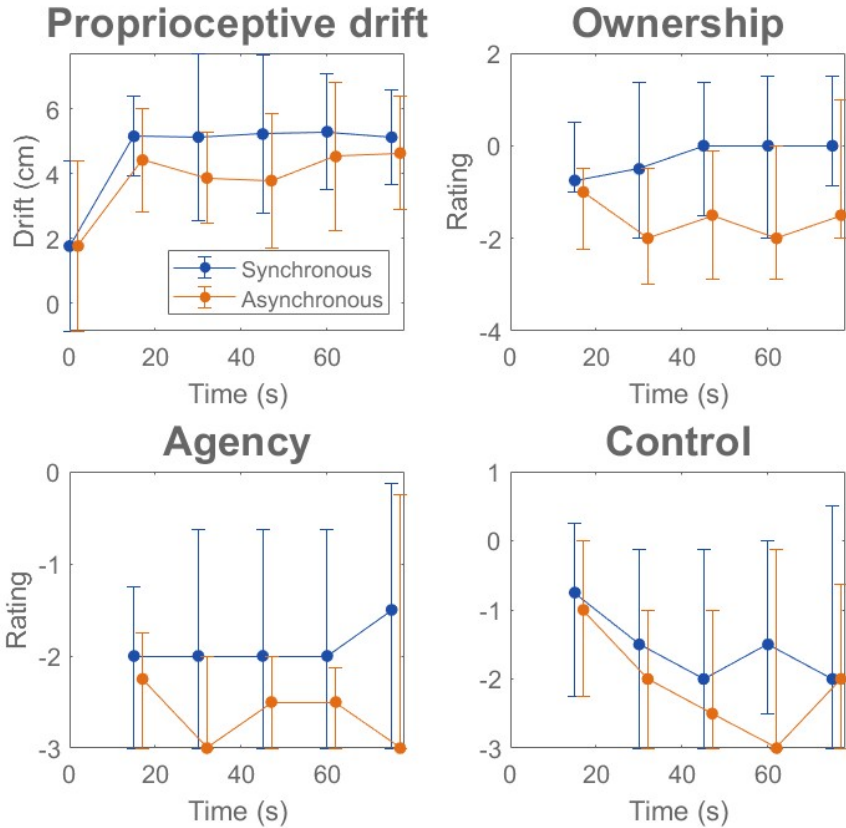 Proprioceptive drift
Drift (cm)
6
4
2
0
Synchronous
Asynchronous
0 20 40 60
Time (s)
Ownership
Rating
2
0
-2
-4
0 20 40 60
Time (s)
Agency
Rating
0
-1
-2
-3
0 20 40 60
Time (s)
Control
1
0
-1
-2
-3
0 20 40 60
Time (s)